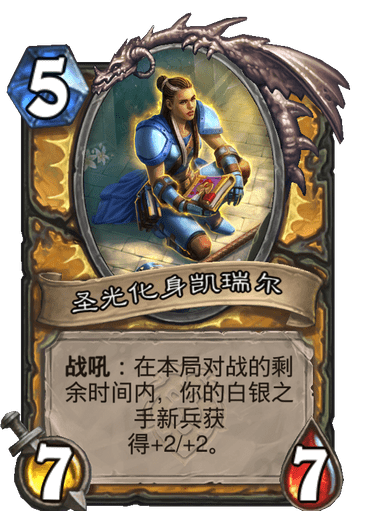 5
圣光化身凯瑞尔
战吼：在本局对战的剩
余时间内，你的白银之
手新兵获
得+2/+2。
7
7